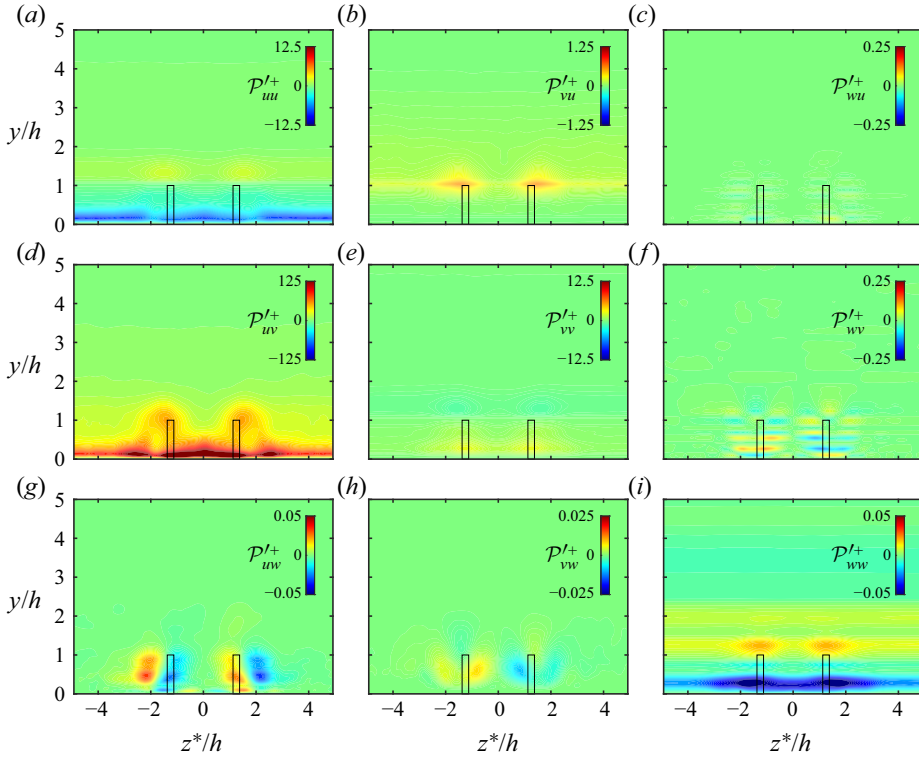 (a) (b) (c)
5 12.5 1.25 0.25
4 𝒫′⁺uu 0 𝒫′⁺vu 0 𝒫′⁺wu 0
3 −12.5 −1.25 −0.25
y/h
2
1
0
(d) (e) (f)
5 125 12.5 0.25
4 𝒫′⁺uv 0 𝒫′⁺vv 0 𝒫′⁺wv 0
3 −125 −12.5 −0.25
y/h
2
1
0
(g) (h) (i)
5 0.05 0.025 0.05
4 𝒫′⁺uw 0 𝒫′⁺vw 0 𝒫′⁺ww 0
3 −0.05 −0.025 −0.05
y/h
2
1
0
−4 −2 0 2 4 −4 −2 0 2 4 −4 −2 0 2 4
z*/h z*/h z*/h